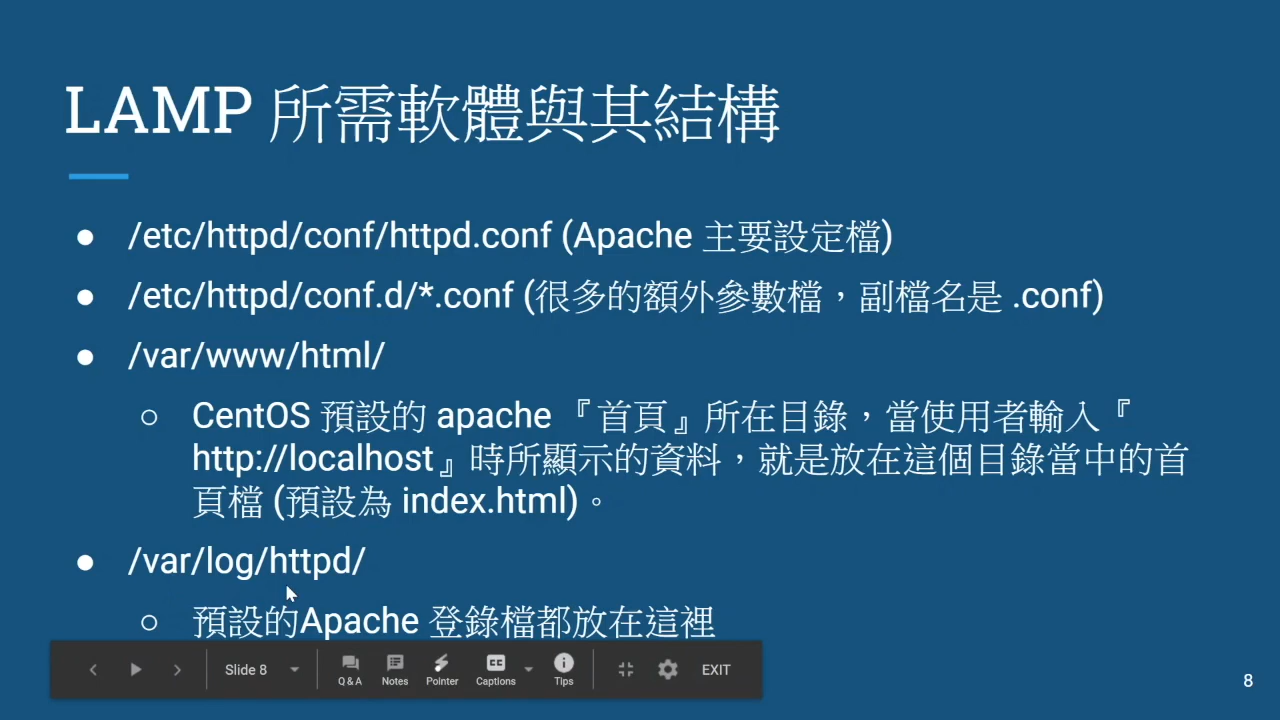 LAMP 所需軟體與其結構
● /etc/httpd/conf/httpd.conf (Apache 主要設定檔)
● /etc/httpd/conf.d/*.conf (很多的額外參數檔，副檔名是 .conf)
● /var/www/html/
○ CentOS 預設的 apache 『首頁』所在目錄，當使用者輸入『
http://localhost』時所顯示的資料，就是放在這個目錄當中的首
頁檔 (預設為 index.html)。
● /var/log/httpd/
○ 預設的Apache 登錄檔都放在這裡
Slide 8
Q & A
Notes
Pointer
CC
Captions
Tips
EXIT
8